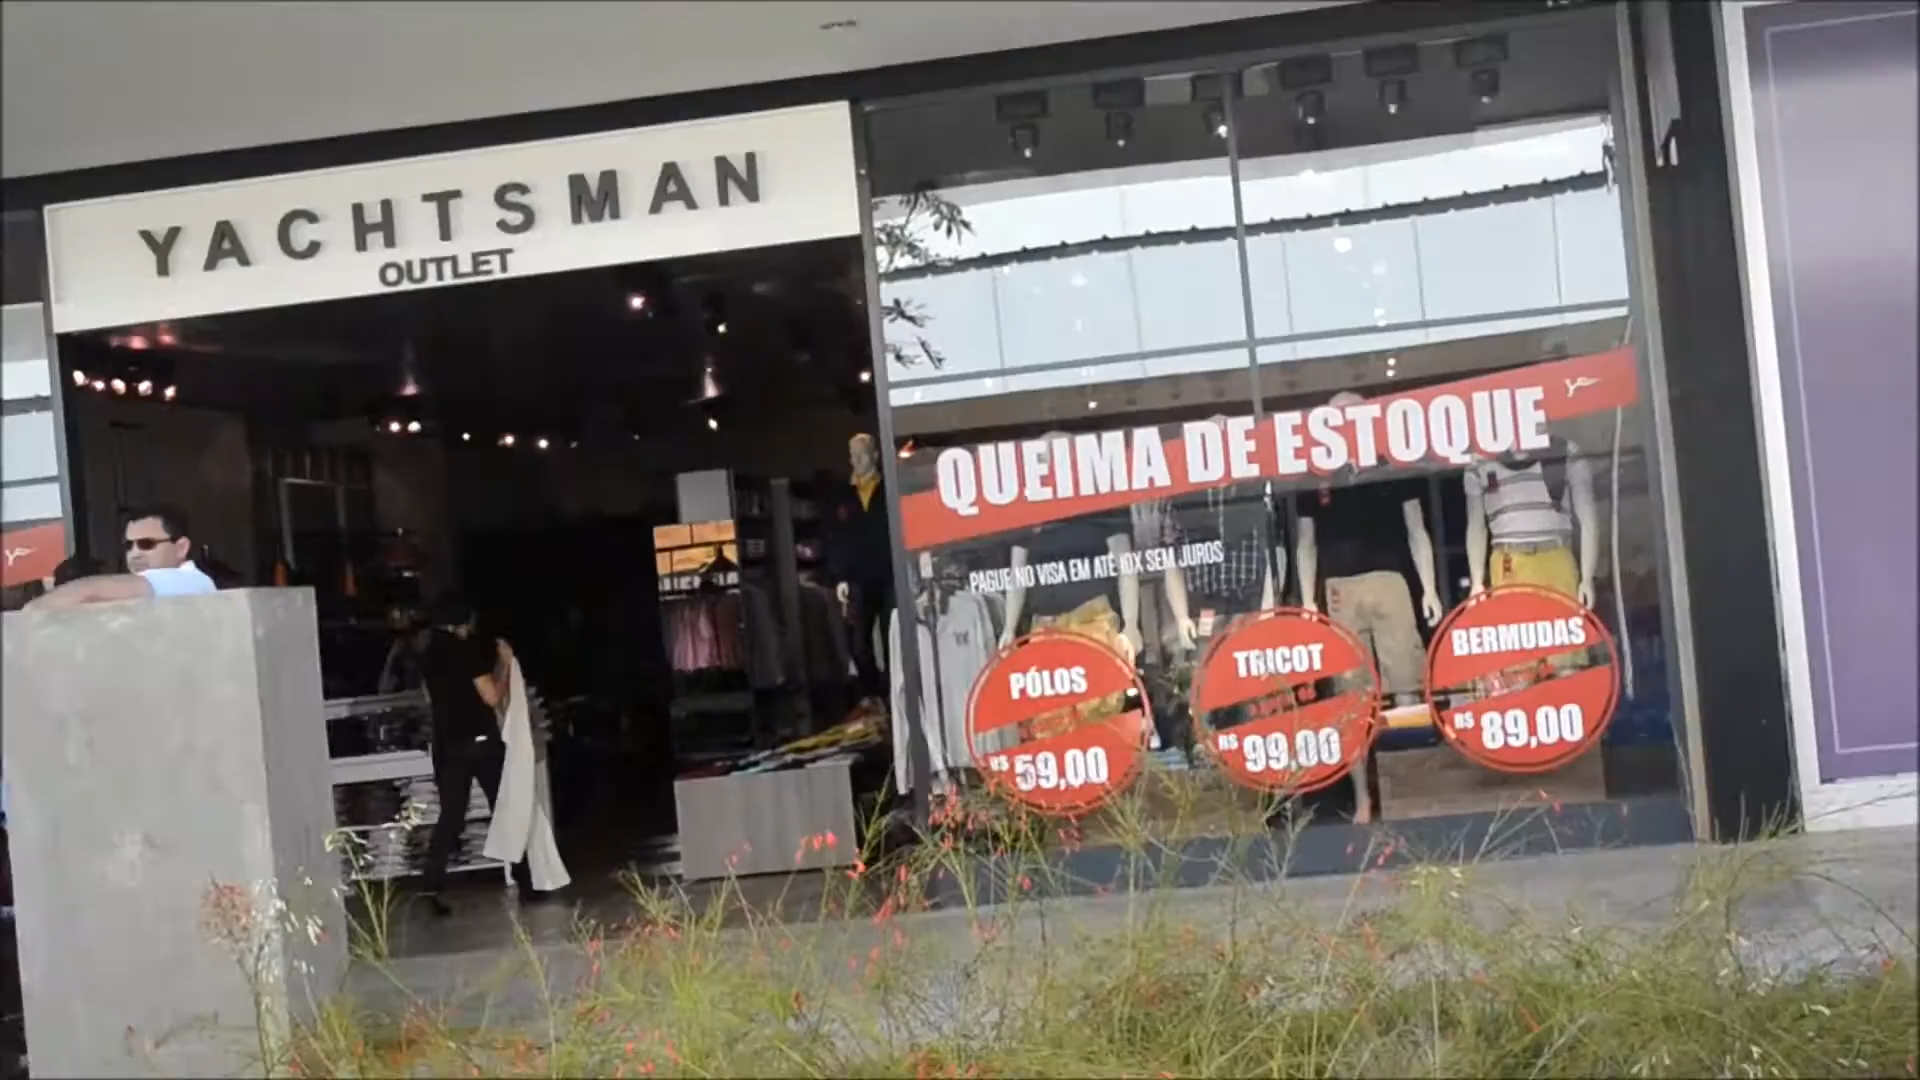 YACHTSMAN
OUTLET
QUEIMA DE ESTOQUE
PAGUE NO VISA EM ATÉ 10X SEM JUROS
PÓLOS
R$ 59,00
TRICOT
R$ 99,00
BERMUDAS
R$ 89,00